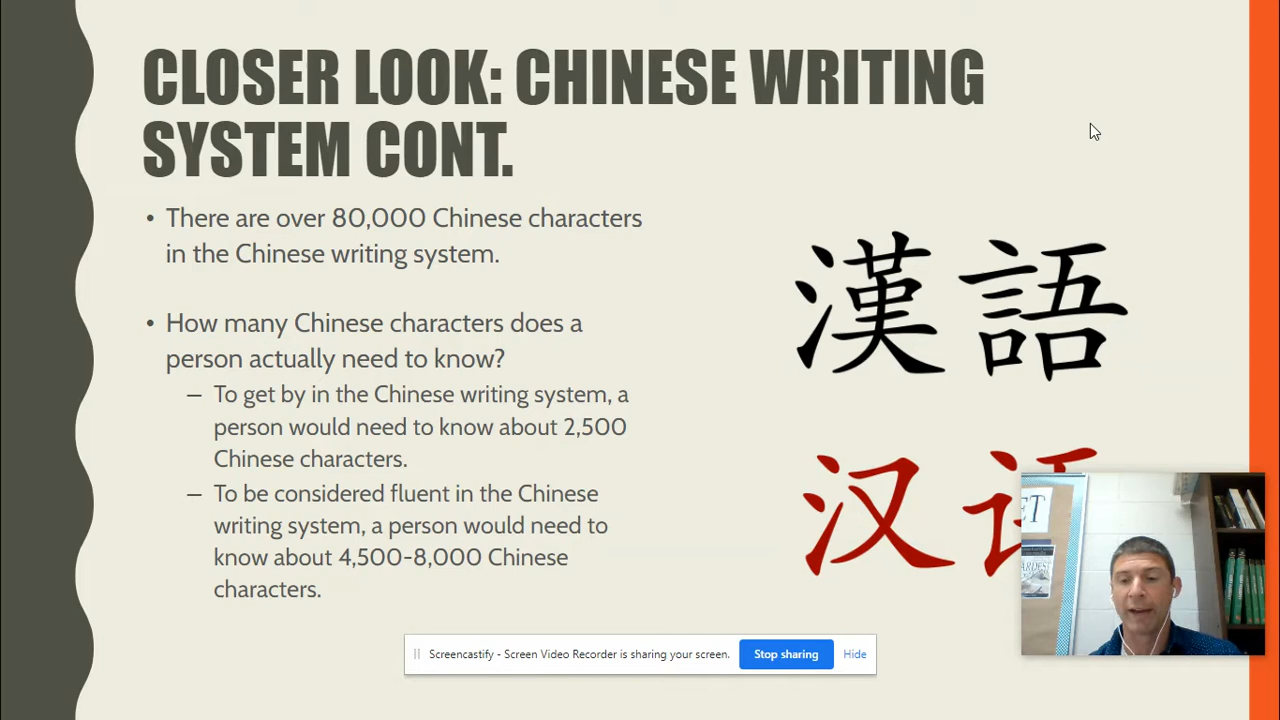 CLOSER LOOK: CHINESE WRITING
SYSTEM CONT.
• There are over 80,000 Chinese characters
in the Chinese writing system.
• How many Chinese characters does a
person actually need to know?
– To get by in the Chinese writing system, a
person would need to know about 2,500
Chinese characters.
– To be considered fluent in the Chinese
writing system, a person would need to
know about 4,500-8,000 Chinese
characters.
漢語
汉
Screencastify - Screen Video Recorder is sharing your screen.
Stop sharing
Hide